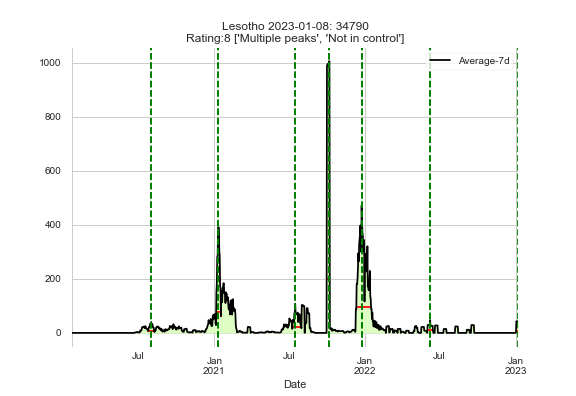 Lesotho 2023-01-08: 34790
Rating:8 ['Multiple peaks', 'Not in control']
Average-7d
1000
800
600
400
200
0
Jul
Jan
2021
Jul
Jan
2022
Jul
Jan
2023
Date